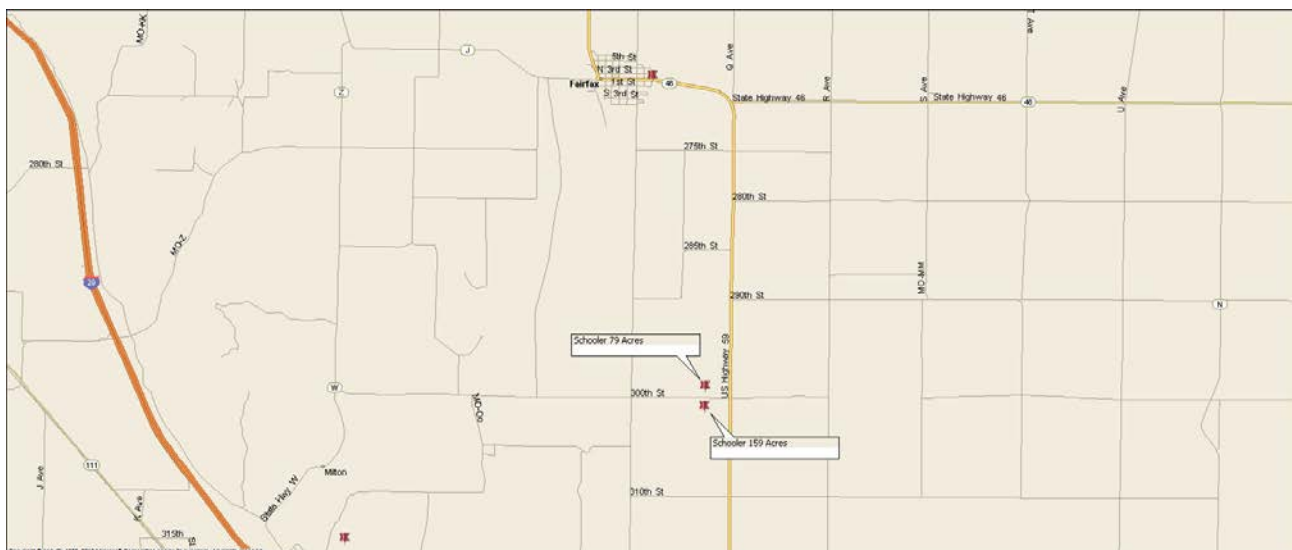 MO-KK
J
5th St
N 3rd St
1st St
Fairfax
S 3rd St
46
Q Ave
State Highway 46
R Ave
S Ave
State Highway 46
46
U Ave
Z
280th St
275th St
280th St
MO-Z
285th St
MO-MM
29
290th St
N
Schooler 79 Acres
US Highway 59
W
300th St
MO-OO
Schooler 159 Acres
111
Milton
J Ave
K Ave
State Hwy W
310th St
315th St